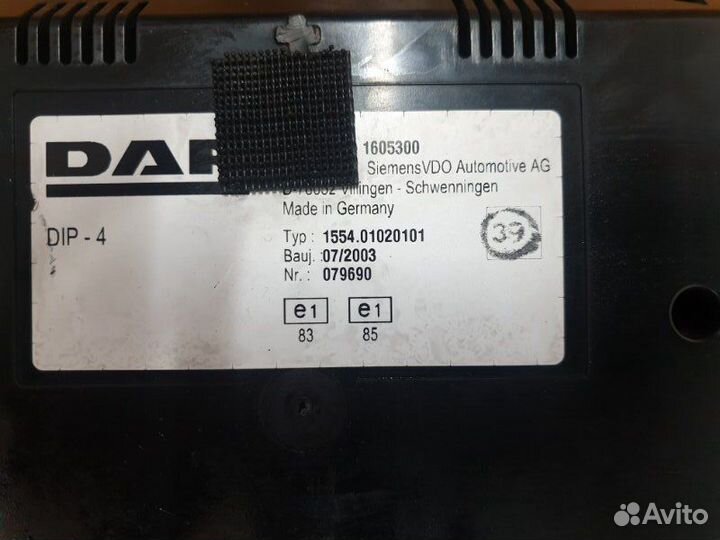 DAF
1605300
SiemensVDO Automotive AG
Villingen - Schwenningen
Made in Germany
DIP - 4
Typ : 1554.01020101
39
Bauj. :07/2003
Nr. : 079690
e1 e1
83 85
Avito